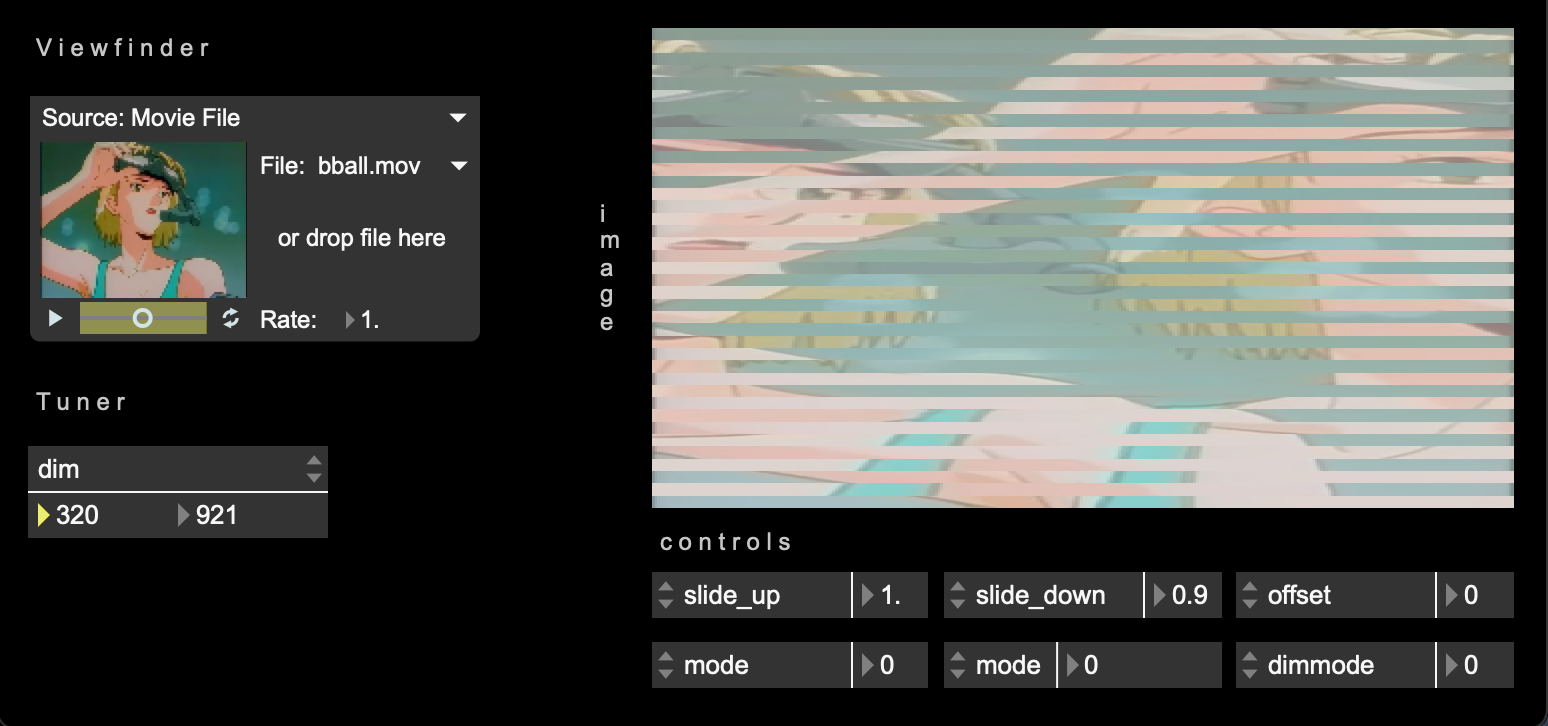 Viewfinder
Source: Movie File
File: bball.mov
or drop file here
Rate: 1.
Tuner
dim
320 921
image
controls
slide_up 1. slide_down 0.9 offset 0
mode 0 mode 0 dimmode 0